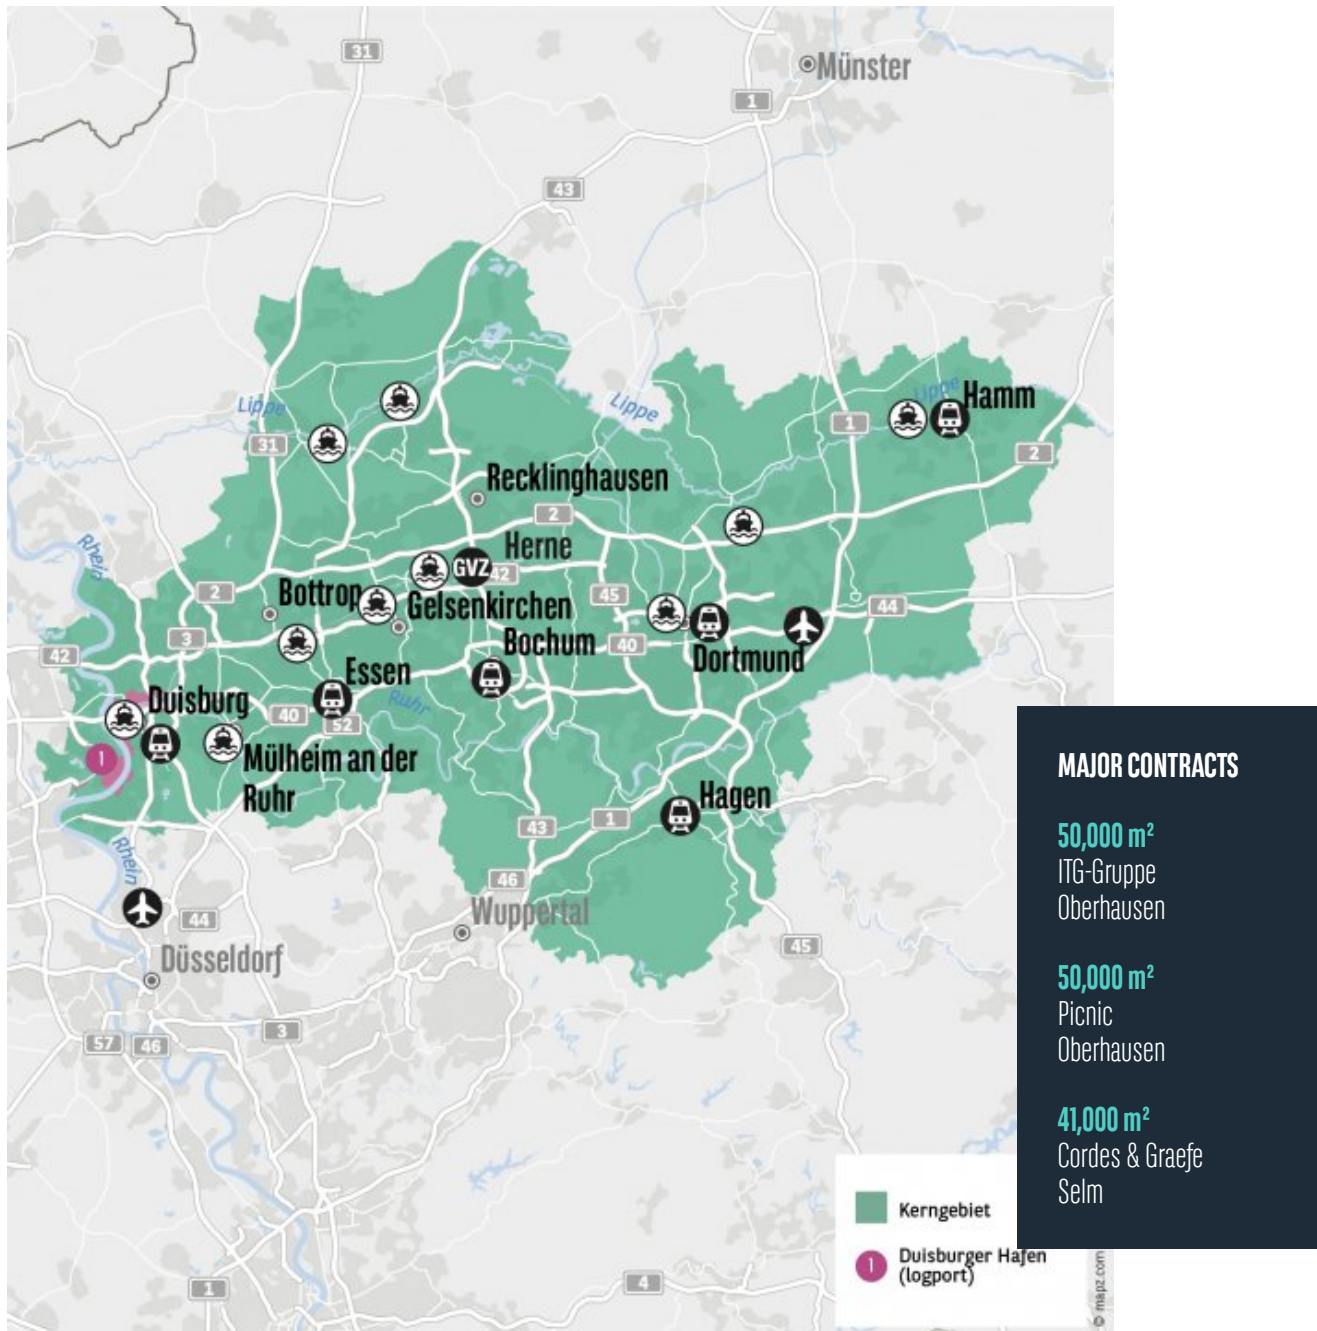 31
Münster
1
43
Lippe
Lippe
Lippe
Hamm
31
1
2
Recklinghausen
2
Rhein
Herne
GVZ
42
2
Bottrop
Gelsenkirchen
45
44
3
Bochum
40
42
Essen
Dortmund
Duisburg
Ruhr
40
52
1
Mülheim an der
Ruhr
Hagen
43
1
Rhein
46
44
Wuppertal
45
Düsseldorf
3
57
46
1
4
Kerngebiet
1
Duisburger Hafen
(logport)
© mapz.com
MAJOR CONTRACTS
50,000 m²
ITG-Gruppe
Oberhausen
50,000 m²
Picnic
Oberhausen
41,000 m²
Cordes & Graefe
Selm